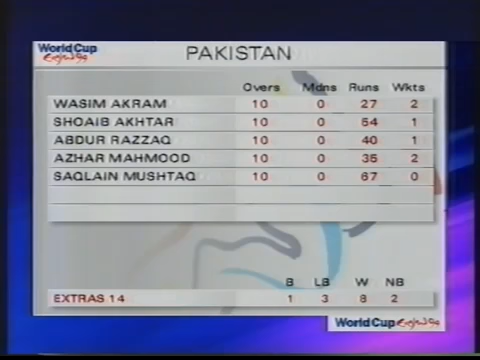 World Cup
England 99
PAKISTAN
Overs Mdns Runs Wkts
WASIM AKRAM 10 0 27 2
SHOAIB AKHTAR 10 0 54 1
ABDUR RAZZAQ 10 0 40 1
AZHAR MAHMOOD 10 0 35 2
SAQLAIN MUSHTAQ 10 0 67 0
B LB W NB
EXTRAS 14 1 3 8 2
World Cup England 99